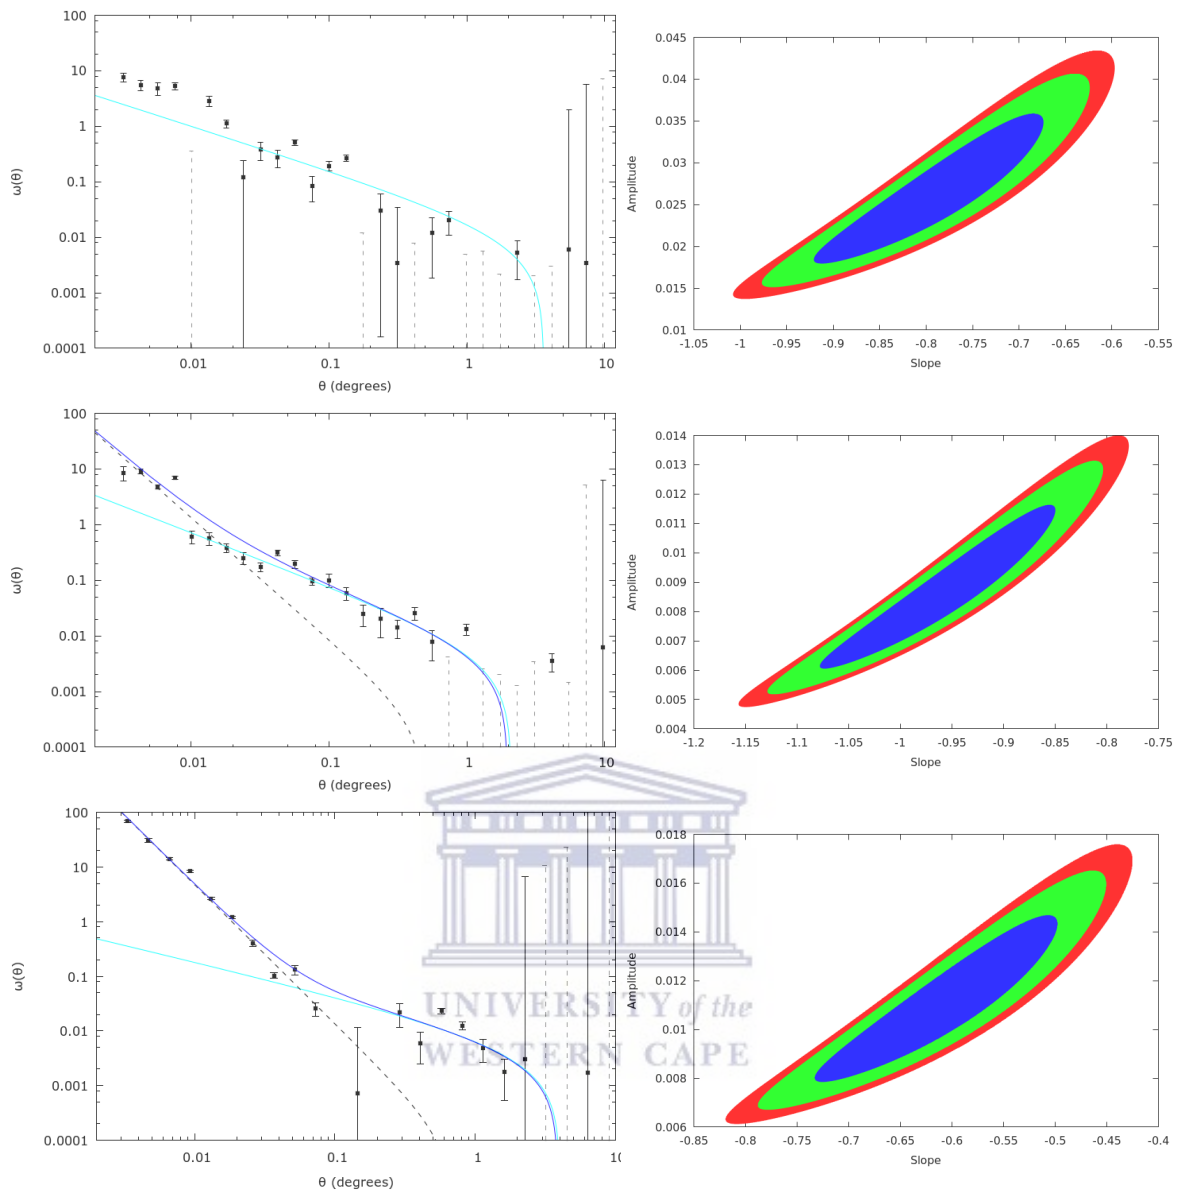 100
10
1
0.1
0.01
0.001
0.0001
ω(θ)
0.01 0.1 1 10
θ (degrees)
0.045
0.04
0.035
0.03
0.025
0.02
0.015
0.01
Amplitude
-1.05 -1 -0.95 -0.9 -0.85 -0.8 -0.75 -0.7 -0.65 -0.6 -0.55
Slope
100
10
1
0.1
0.01
0.001
0.0001
ω(θ)
0.01 0.1 1 10
θ (degrees)
0.014
0.013
0.012
0.011
0.01
0.009
0.008
0.007
0.006
0.005
0.004
Amplitude
-1.2 -1.15 -1.1 -1.05 -1 -0.95 -0.9 -0.85 -0.8 -0.75
Slope
100
10
1
0.1
0.01
0.001
0.0001
ω(θ)
0.01 0.1 1
θ (degrees)
0.018
0.016
0.014
0.012
0.01
0.008
0.006
Amplitude
-0.85 -0.8 -0.75 -0.7 -0.65 -0.6 -0.55 -0.5 -0.45 -0.4
Slope
UNIVERSITY of the
WESTERN CAPE